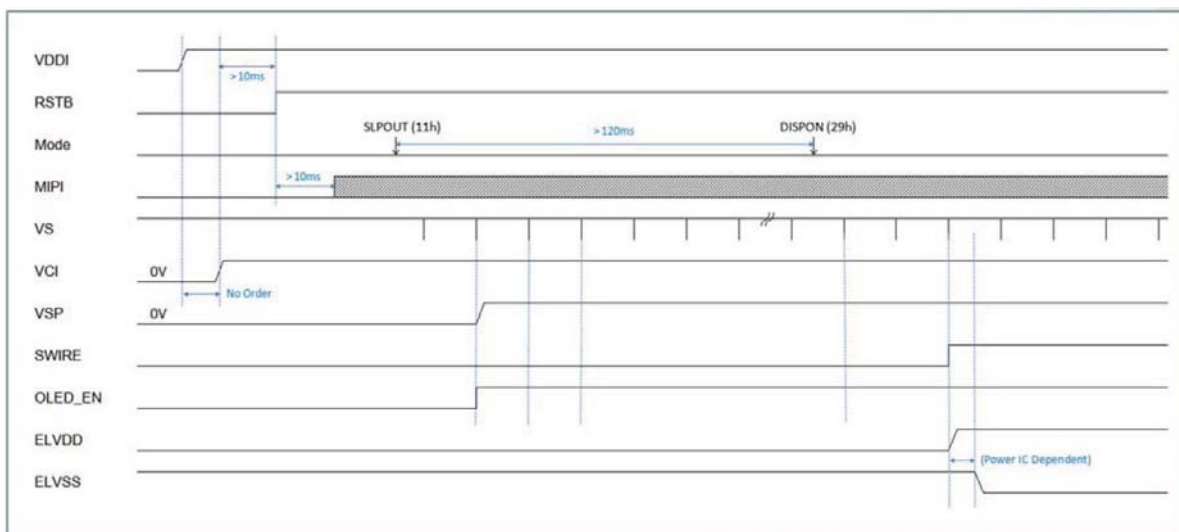 VDDI
> 10ms
RSTB
SLPOUT (11h)
>120ms
DISPON (29h)
Mode
>10ms
MIPI
VS
VCI
0V
No Order
VSP
0V
SWIRE
OLED_EN
ELVDD
(Power IC Dependent)
ELVSS